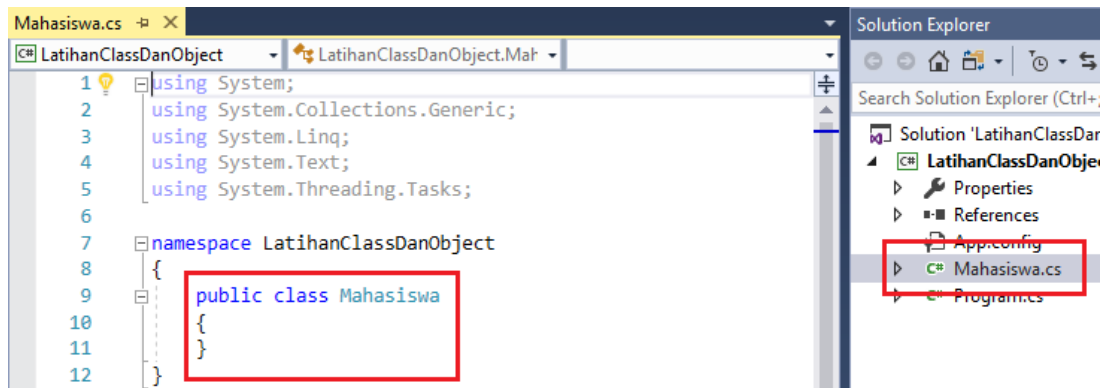 Mahasiswa.cs
Solution Explorer
C# LatihanClassDanObject
LatihanClassDanObject.Mah
Search Solution Explorer (Ctrl+;
1 using System;
2 using System.Collections.Generic;
3 using System.Linq;
4 using System.Text;
5 using System.Threading.Tasks;
6
7 namespace LatihanClassDanObject
8 {
9 public class Mahasiswa
10 {
11 }
12 }
Solution 'LatihanClassDan
C# LatihanClassDanObje
Properties
References
App.config
C# Mahasiswa.cs
C# Program.cs